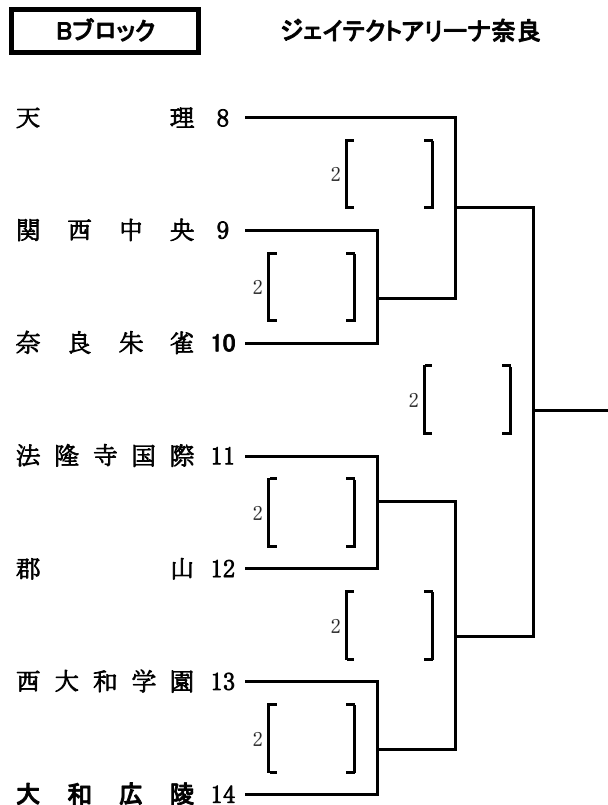 Bブロック ジェイテクトアリーナ奈良
天理 8
2
関西中央 9
2
奈良朱雀 10
2
法隆寺国際 11
2
郡山 12
2
西大和学園 13
2
大和広陵 14